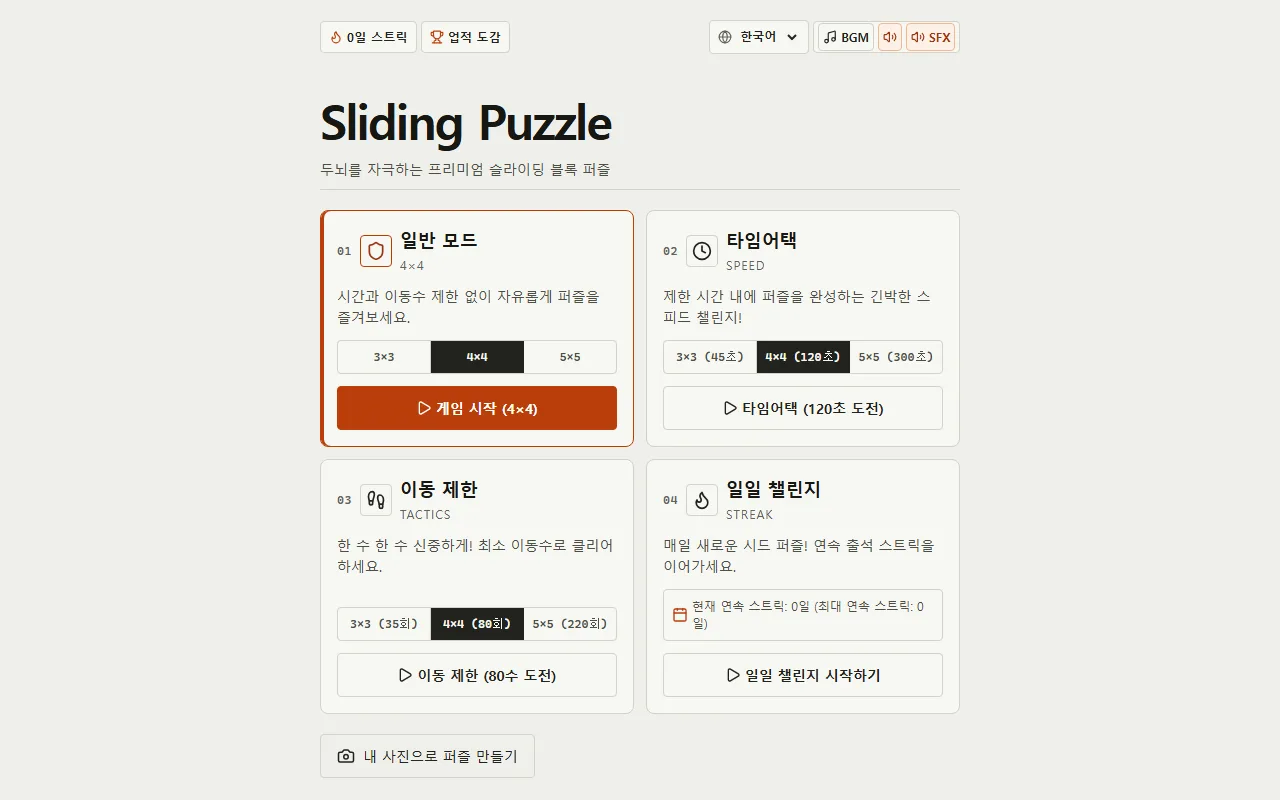 0일 스트릭
업적 도감
한국어
BGM
SFX
Sliding Puzzle
두뇌를 자극하는 프리미엄 슬라이딩 블록 퍼즐
01
일반 모드
4×4
시간과 이동수 제한 없이 자유롭게 퍼즐을
즐겨보세요.
3×3
4×4
5×5
게임 시작 (4×4)
02
타임어택
SPEED
제한 시간 내에 퍼즐을 완성하는 긴박한 스
피드 챌린지!
3×3 (45초)
4×4 (120초)
5×5 (300초)
타임어택 (120초 도전)
03
이동 제한
TACTICS
한 수 한 수 신중하게! 최소 이동수로 클리어
하세요.
3×3 (35회)
4×4 (80회)
5×5 (220회)
이동 제한 (80수 도전)
04
일일 챌린지
STREAK
매일 새로운 시드 퍼즐! 연속 출석 스트릭을
이어가세요.
현재 연속 스트릭: 0일 (최대 연속 스트릭: 0
일)
일일 챌린지 시작하기
내 사진으로 퍼즐 만들기